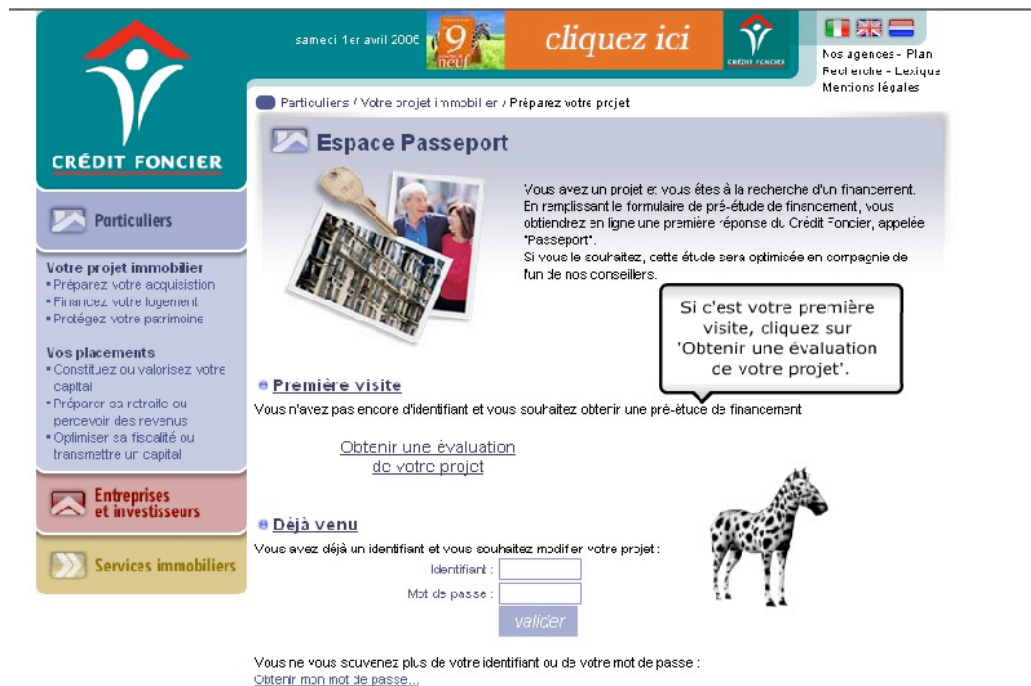 samedi 1er avril 2006
9
neuf
cliquez ici
CRÉDIT FONCIER
Nos agences - Plan
Recherche - Lexique
Mentions légales
CRÉDIT FONCIER
Particuliers / Votre projet immobilier / Préparez votre projet
Espace Passeport
Vous avez un projet et vous êtes à la recherche d'un financement.
En remplissant le formulaire de pré-étude de financement, vous
obtiendrez en ligne une première réponse du Crédit Foncier, appelée
"Passeport".
Si vous le souhaitez, cette étude sera optimisée en compagnie de
l'un de nos conseillers.
Particuliers
Votre projet immobilier
Préparez votre acquisistion
Financez votre logement
Protégez votre patrimoine
Vos placements
Constituez ou valorisez votre
capital
Préparer sa retraite ou
percevoir des revenus
Optimiser sa fiscalité ou
transmettre un capital
Entreprises
et investisseurs
Services immobiliers
Si c'est votre première
visite, cliquez sur
'Obtenir une évaluation
de votre projet'.
Première visite
Vous n'avez pas encore d'identifiant et vous souhaitez obtenir une pré-étude de financement
Obtenir une évaluation
de votre projet
Déjà venu
Vous avez déjà un identifiant et vous souhaitez modifier votre projet :
Identifiant :
Mot de passe :
valider
Vous ne vous souvenez plus de votre identifiant ou de votre mot de passe :
Obtenir mon mot de passe...